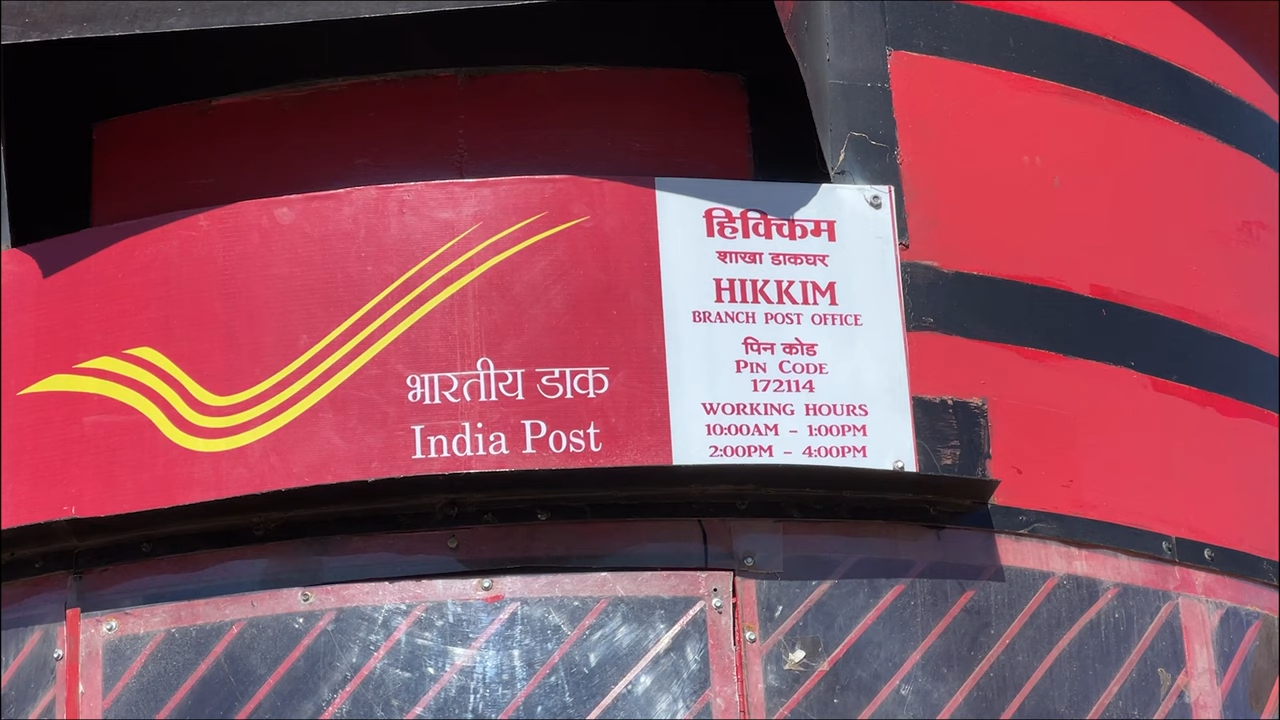 भारतीय डाक
India Post
हिक्किम
शाखा डाकघर
HIKKIM
BRANCH POST OFFICE
पिन कोड
PIN CODE
172114
WORKING HOURS
10:00AM - 1:00PM
2:00PM - 4:00PM